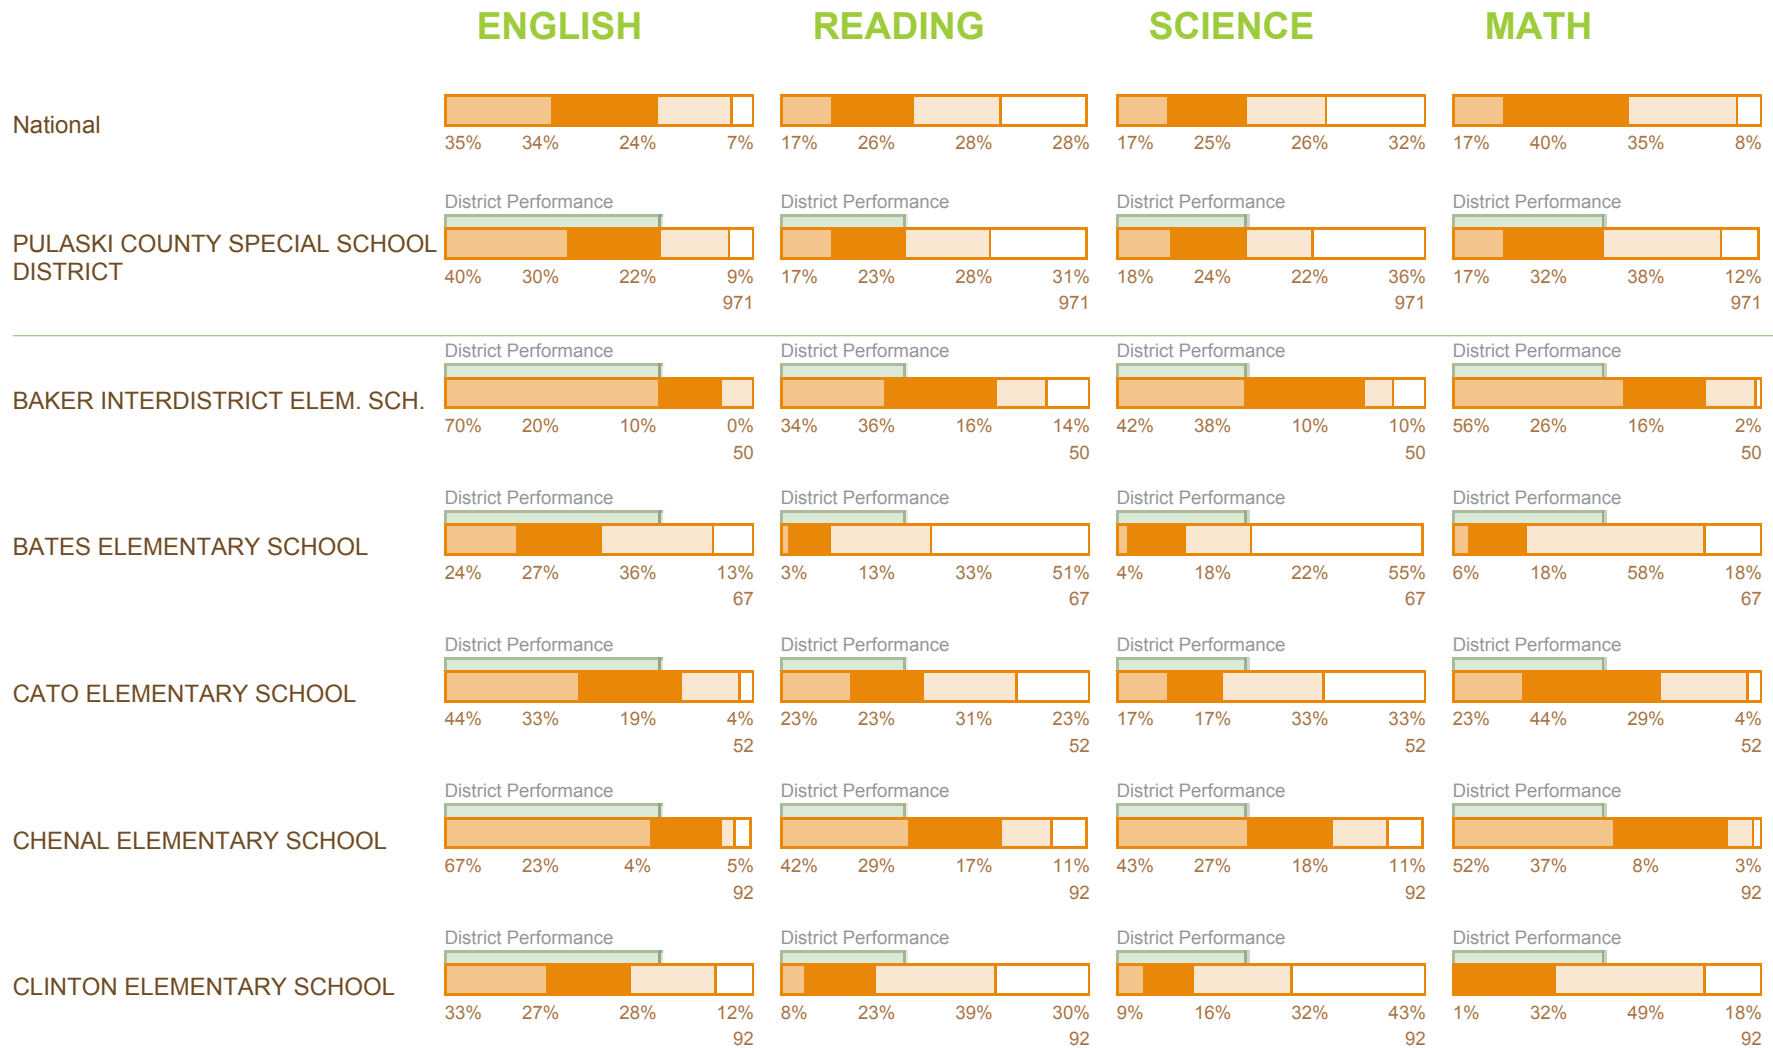 ENGLISH READING SCIENCE MATH
National
35% 34% 24% 7% 17% 26% 28% 28% 17% 25% 26% 32% 17% 40% 35% 8%
District Performance District Performance District Performance District Performance
PULASKI COUNTY SPECIAL SCHOOL
DISTRICT
40% 30% 22% 9% 17% 23% 28% 31% 18% 24% 22% 36% 17% 32% 38% 12%
971 971 971 971
District Performance District Performance District Performance District Performance
BAKER INTERDISTRICT ELEM. SCH.
70% 20% 10% 0% 34% 36% 16% 14% 42% 38% 10% 10% 56% 26% 16% 2%
50 50 50 50
District Performance District Performance District Performance District Performance
BATES ELEMENTARY SCHOOL
24% 27% 36% 13% 3% 13% 33% 51% 4% 18% 22% 55% 6% 18% 58% 18%
67 67 67 67
District Performance District Performance District Performance District Performance
CATO ELEMENTARY SCHOOL
44% 33% 19% 4% 23% 23% 31% 23% 17% 17% 33% 33% 23% 44% 29% 4%
52 52 52 52
District Performance District Performance District Performance District Performance
CHENAL ELEMENTARY SCHOOL
67% 23% 4% 5% 42% 29% 17% 11% 43% 27% 18% 11% 52% 37% 8% 3%
92 92 92 92
District Performance District Performance District Performance District Performance
CLINTON ELEMENTARY SCHOOL
33% 27% 28% 12% 8% 23% 39% 30% 9% 16% 32% 43% 1% 32% 49% 18%
92 92 92 92